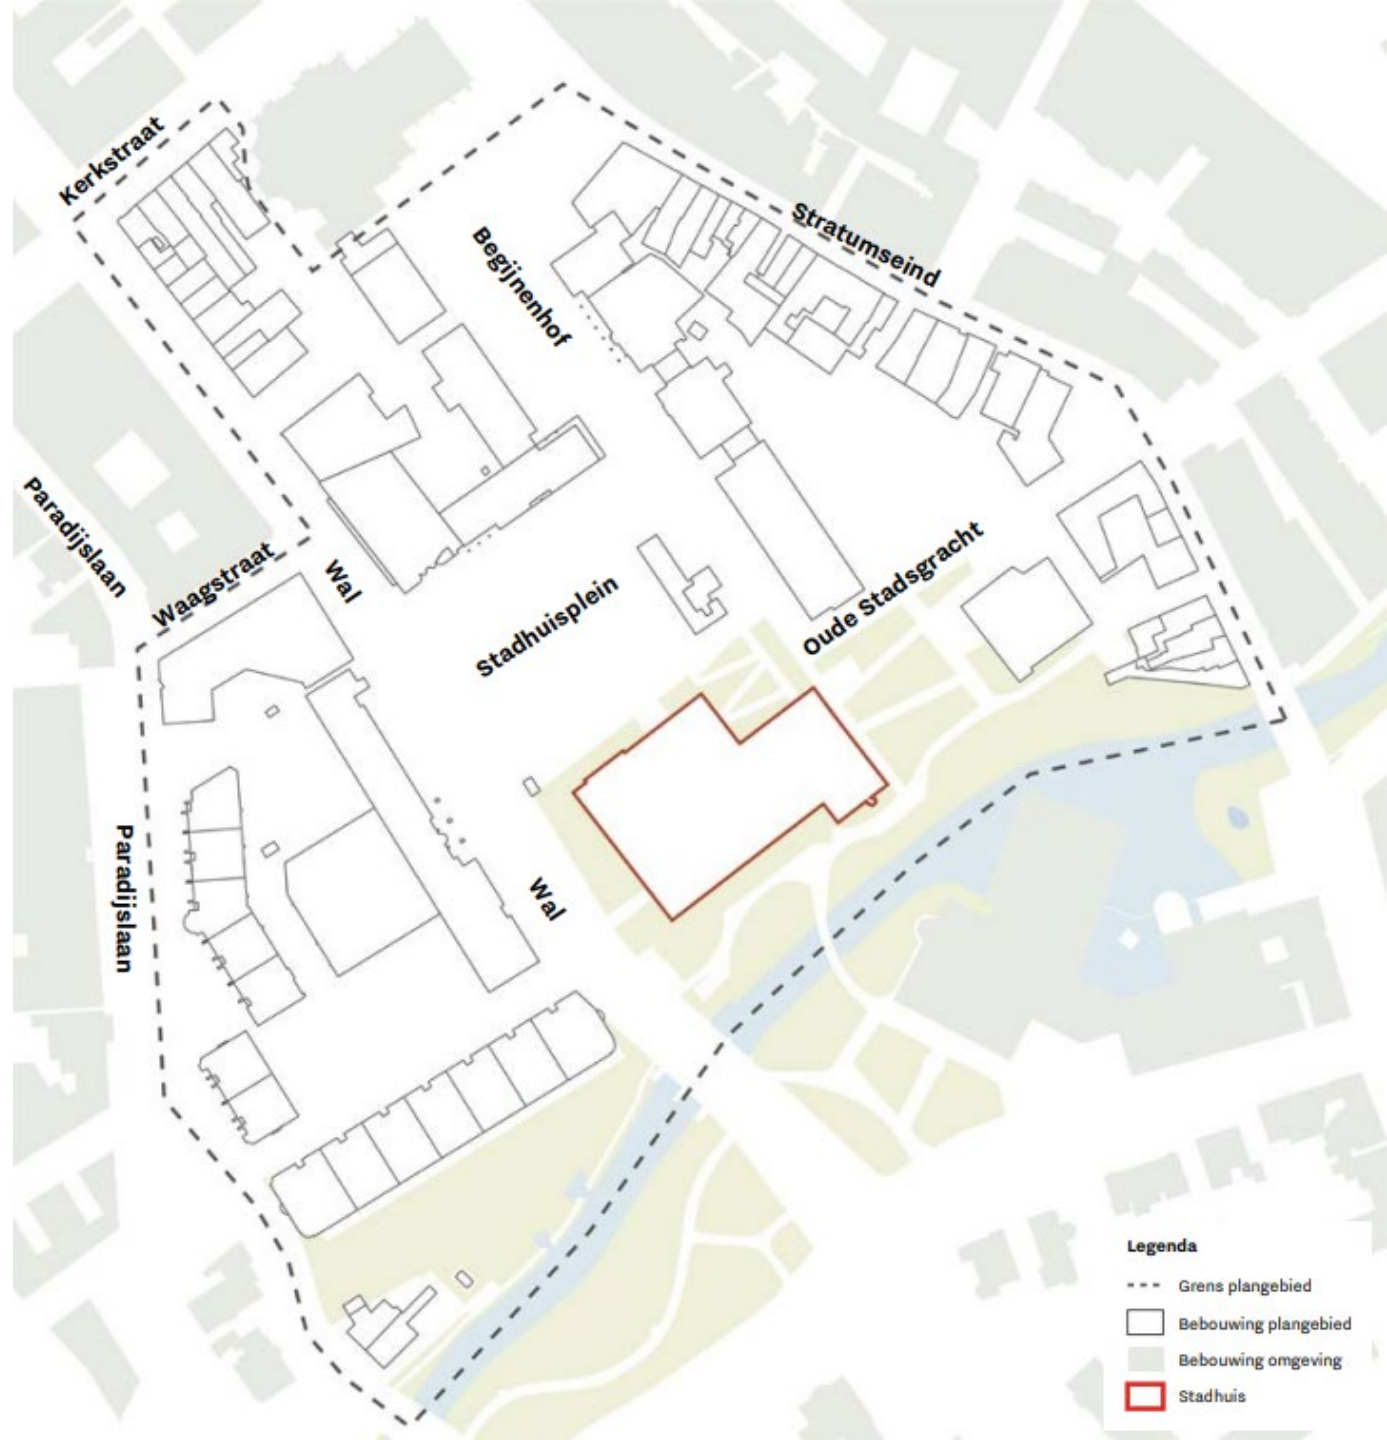 Kerkstraat
Begijnenhof
Stratumseind
Paradijslaan
Waagstraat
Wal
Stadhuisplein
Oude Stadsgracht
Paradijslaan
Wal
Legenda
Grens plangebied
Bebouwing plangebied
Bebouwing omgeving
Stadhuis